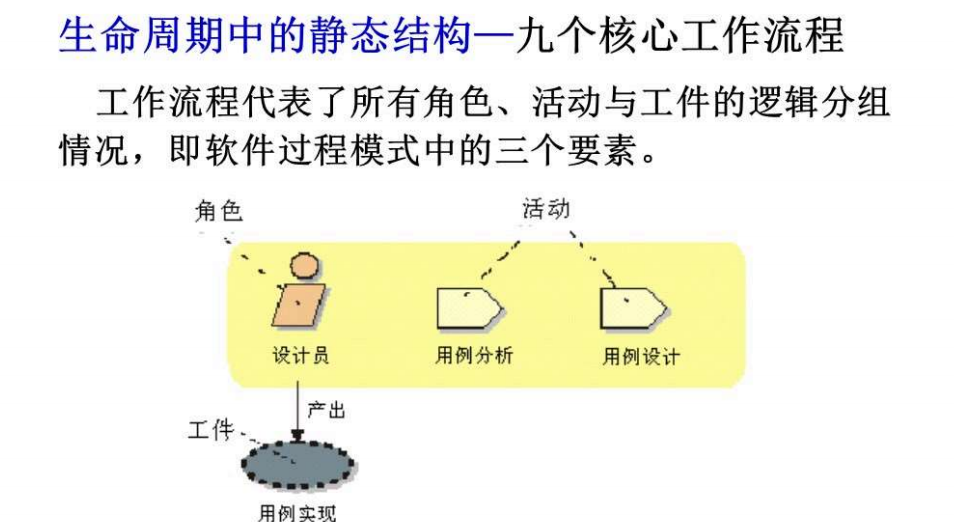 生命周期中的静态结构—九个核心工作流程
工作流程代表了所有角色、活动与工件的逻辑分组
情况，即软件过程模式中的三个要素。
角色
活动
设计员
用例分析
用例设计
产出
工件
用例实现